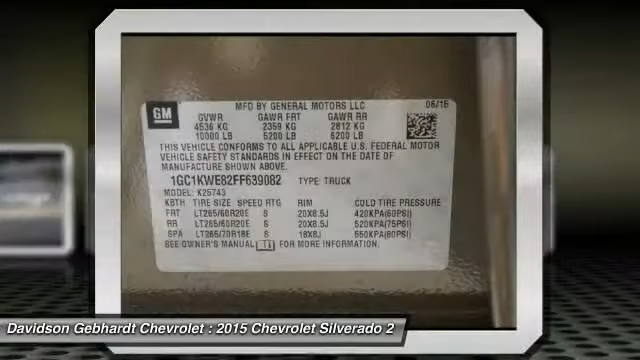 GM
MFD BY GENERAL MOTORS LLC 06/15
GVWR GAWR FRT GAWR RR
4536 KG 2359 KG 2812 KG
10000 LB 5200 LB 6200 LB
THIS VEHICLE CONFORMS TO ALL APPLICABLE U.S. FEDERAL MOTOR
VEHICLE SAFETY STANDARDS IN EFFECT ON THE DATE OF
MANUFACTURE SHOWN ABOVE.
1GC1KWE82FF639082 TYPE: TRUCK
MODEL: K25743
KBTH TIRE SIZE SPEED RTG RIM COLD TIRE PRESSURE
FRT LT265/60R20E S 20X8.5J 420KPA(60PSI)
RR LT265/60R20E S 20X8.5J 520KPA(75PSI)
SPA LT265/70R18E S 18X8J 550KPA(80PSI)
SEE OWNER'S MANUAL FOR MORE INFORMATION.
Davidson Gebhardt Chevrolet : 2015 Chevrolet Silverado 2